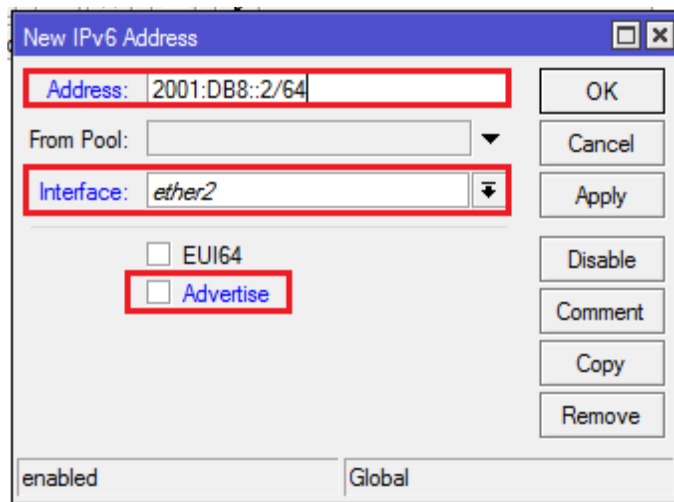 New IPv6 Address
Address: 2001:DB8::2/64 OK
From Pool: Cancel
Interface: ether2 Apply
EUI64 Disable
Advertise
Comment
Copy
Remove
enabled Global